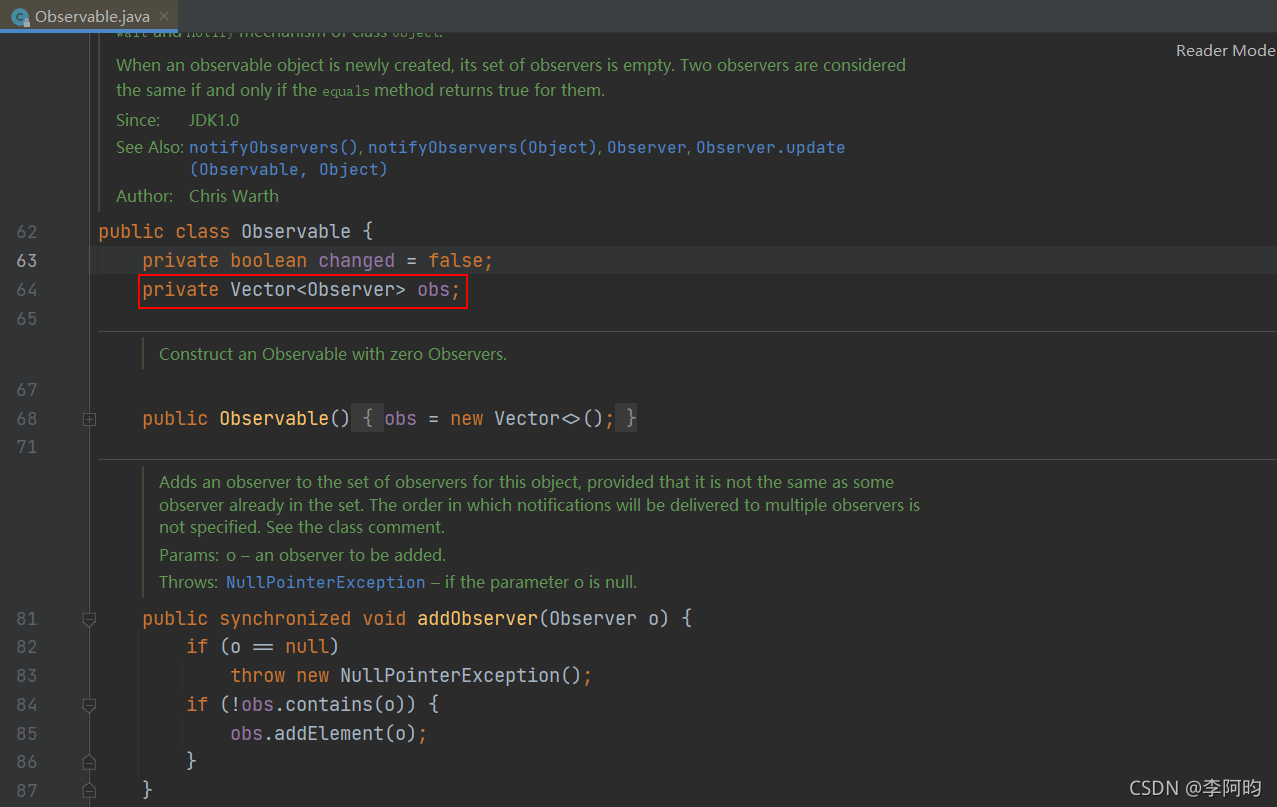 Observable.java
wait and notify mechanism of class Object.
Reader Mode
When an observable object is newly created, its set of observers is empty. Two observers are considered
the same if and only if the equals method returns true for them.
Since: JDK1.0
See Also: notifyObservers(), notifyObservers(Object), Observer, Observer.update
(Observable, Object)
Author: Chris Warth
62 public class Observable {
63 private boolean changed = false;
64 private Vector<Observer> obs;
65
Construct an Observable with zero Observers.
67
68 public Observable() { obs = new Vector<>(); }
71
Adds an observer to the set of observers for this object, provided that it is not the same as some
observer already in the set. The order in which notifications will be delivered to multiple observers is
not specified. See the class comment.
Params: o – an observer to be added.
Throws: NullPointerException – if the parameter o is null.
81 public synchronized void addObserver(Observer o) {
82 if (o == null)
83 throw new NullPointerException();
84 if (!obs.contains(o)) {
85 obs.addElement(o);
86 }
87 }
CSDN @李阿昀